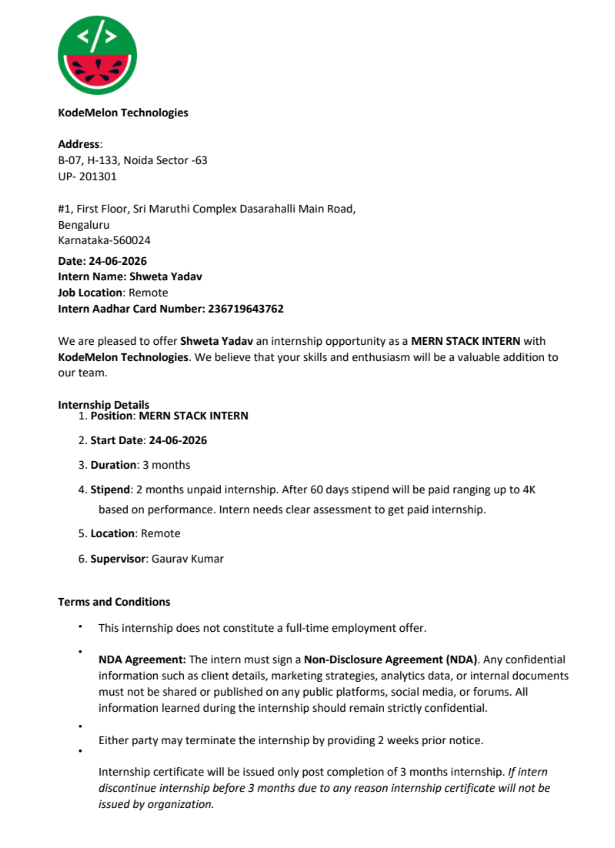 </>
KodeMelon Technologies
Address:
B-07, H-133, Noida Sector -63
UP- 201301
#1, First Floor, Sri Maruthi Complex Dasarahalli Main Road,
Bengaluru
Karnataka-560024
Date: 24-06-2026
Intern Name: Shweta Yadav
Job Location: Remote
Intern Aadhar Card Number: 236719643762
We are pleased to offer Shweta Yadav an internship opportunity as a MERN STACK INTERN with
KodeMelon Technologies. We believe that your skills and enthusiasm will be a valuable addition to
our team.
Internship Details
1. Position: MERN STACK INTERN
2. Start Date: 24-06-2026
3. Duration: 3 months
4. Stipend: 2 months unpaid internship. After 60 days stipend will be paid ranging up to 4K
based on performance. Intern needs clear assessment to get paid internship.
5. Location: Remote
6. Supervisor: Gaurav Kumar
Terms and Conditions
• This internship does not constitute a full-time employment offer.
• NDA Agreement: The intern must sign a Non-Disclosure Agreement (NDA). Any confidential
information such as client details, marketing strategies, analytics data, or internal documents
must not be shared or published on any public platforms, social media, or forums. All
information learned during the internship should remain strictly confidential.
• Either party may terminate the internship by providing 2 weeks prior notice.
• Internship certificate will be issued only post completion of 3 months internship. If intern
discontinue internship before 3 months due to any reason internship certificate will not be
issued by organization.